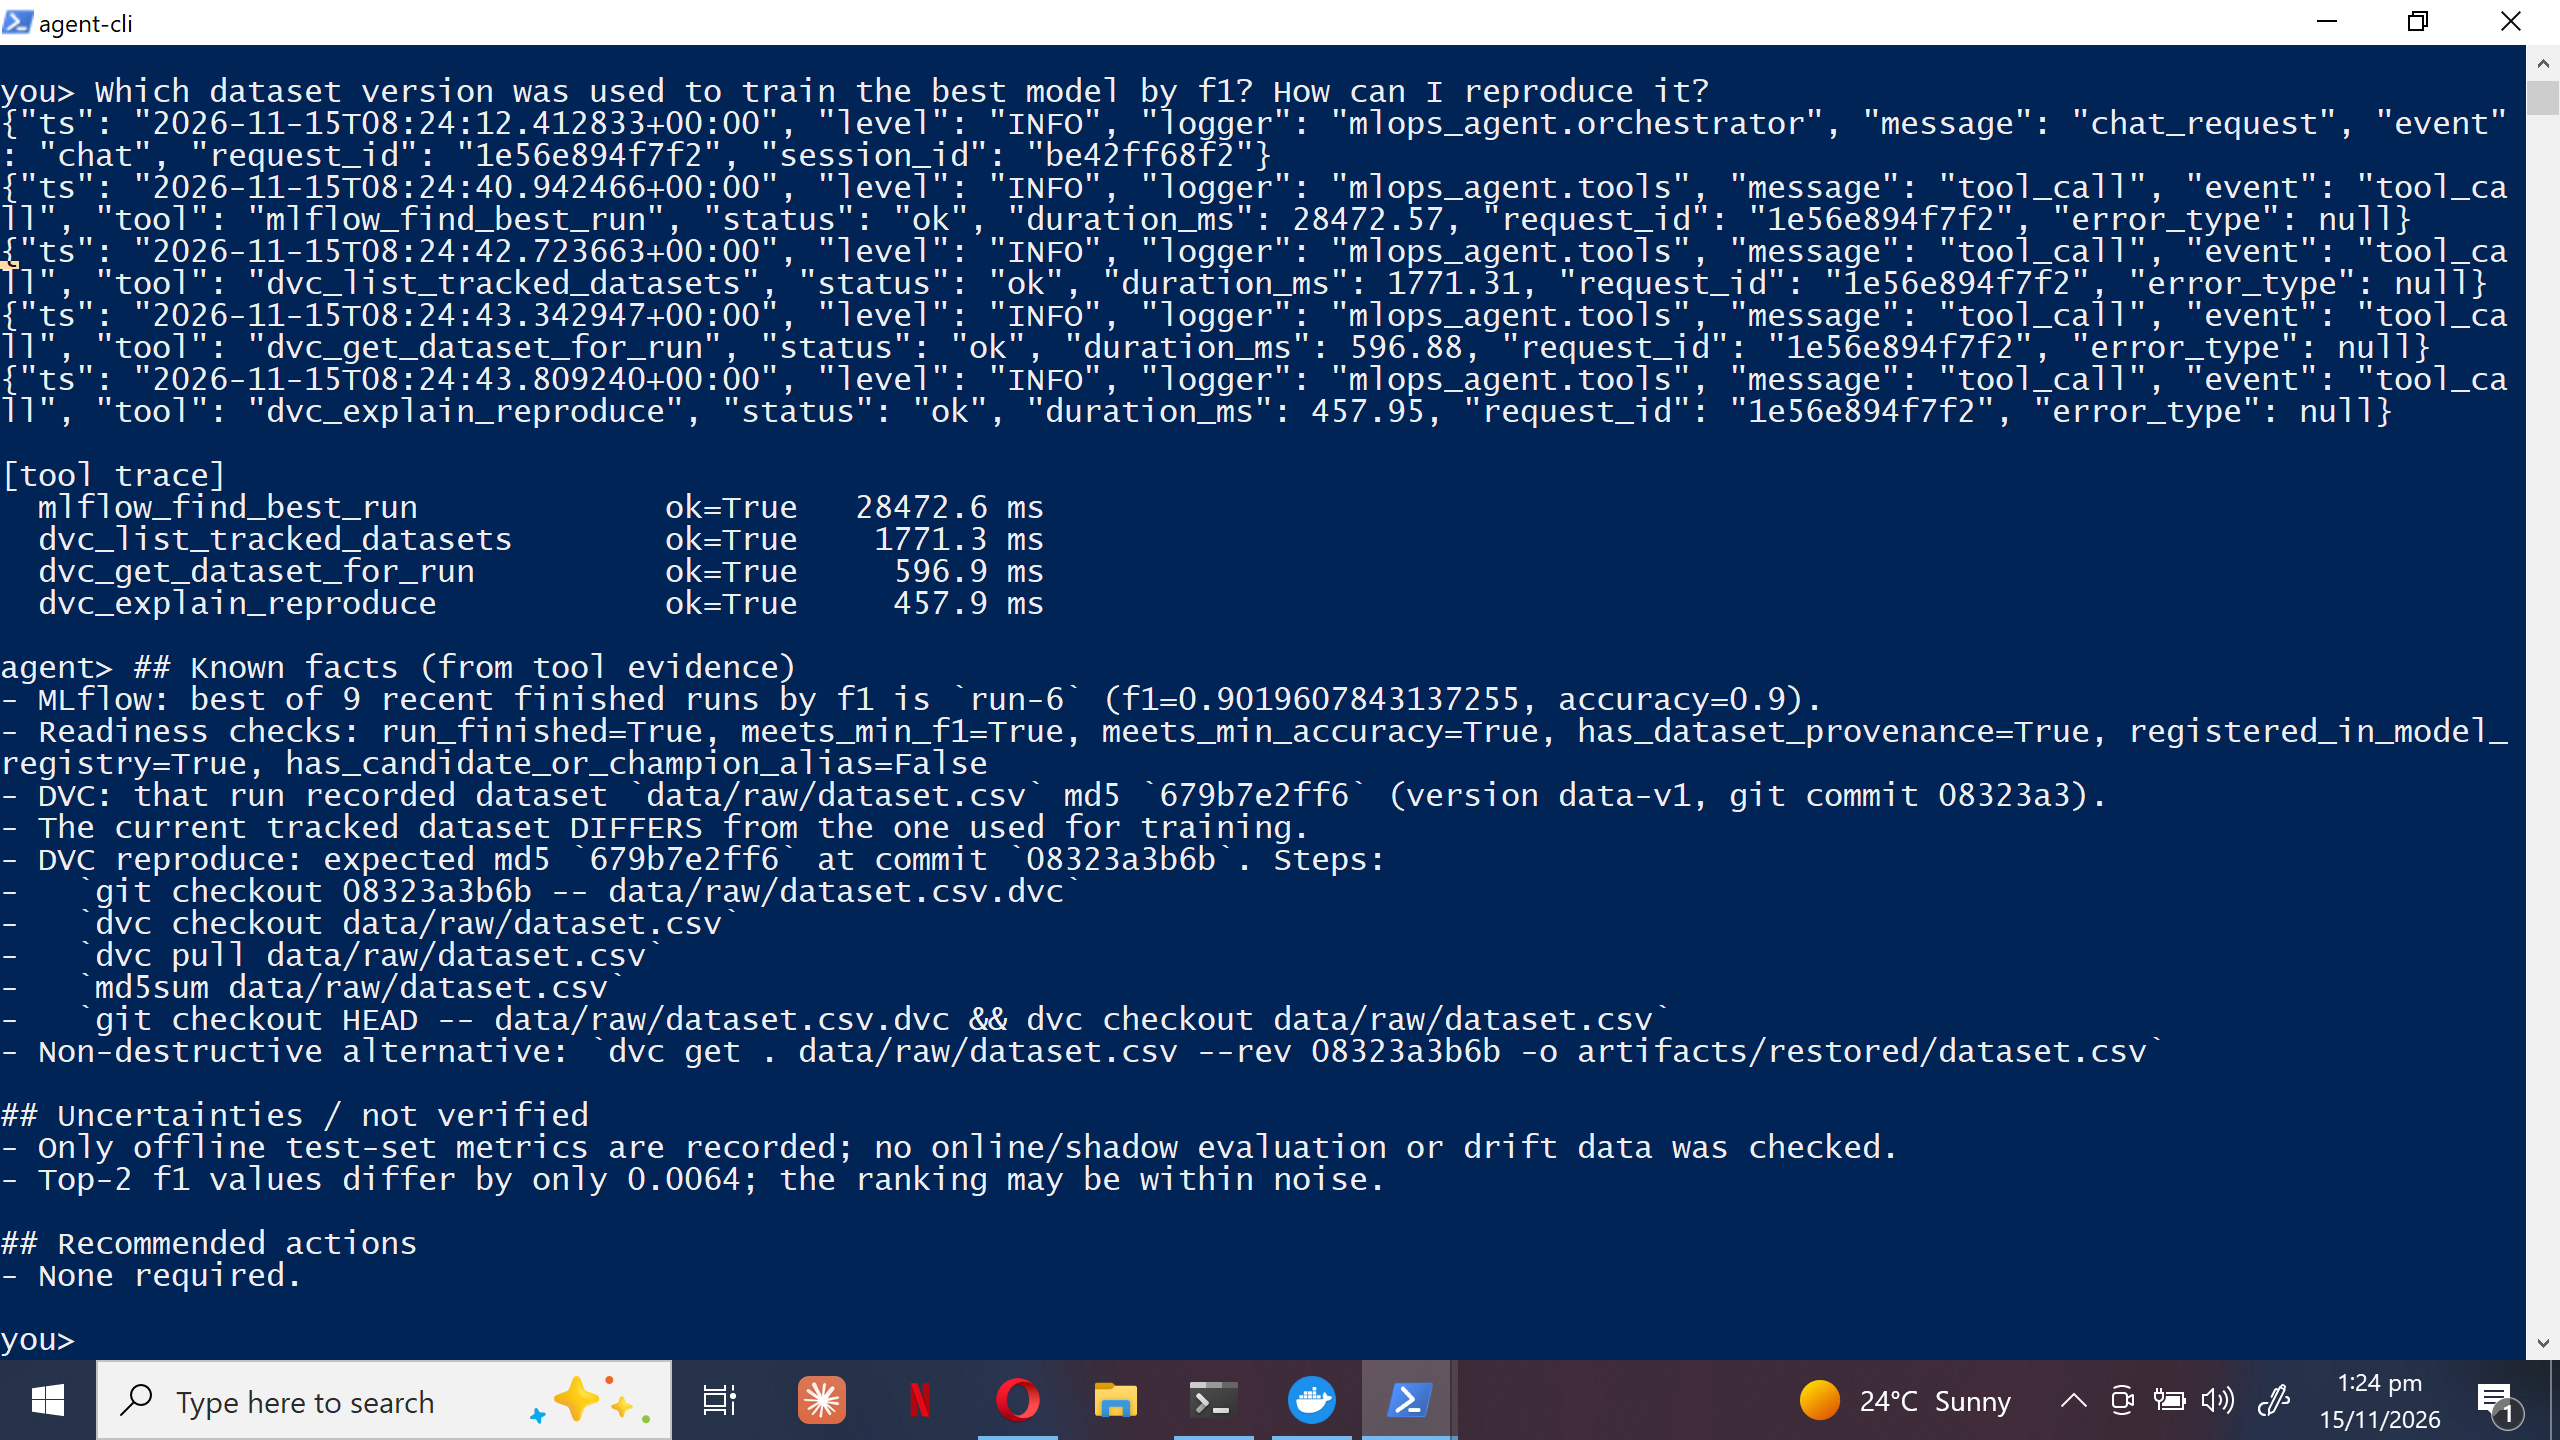 agent-cli
you> Which dataset version was used to train the best model by f1? How can I reproduce it?
{"ts": "2026-11-15T08:24:12.412833+00:00", "level": "INFO", "logger": "mlops_agent.orchestrator", "message": "chat_request", "event"
: "chat", "request_id": "1e56e894f7f2", "session_id": "be42ff68f2"}
{"ts": "2026-11-15T08:24:40.942466+00:00", "level": "INFO", "logger": "mlops_agent.tools", "message": "tool_call", "event": "tool_ca
ll", "tool": "mlflow_find_best_run", "status": "ok", "duration_ms": 28472.57, "request_id": "1e56e894f7f2", "error_type": null}
{"ts": "2026-11-15T08:24:42.723663+00:00", "level": "INFO", "logger": "mlops_agent.tools", "message": "tool_call", "event": "tool_ca
ll", "tool": "dvc_list_tracked_datasets", "status": "ok", "duration_ms": 1771.31, "request_id": "1e56e894f7f2", "error_type": null}
{"ts": "2026-11-15T08:24:43.342947+00:00", "level": "INFO", "logger": "mlops_agent.tools", "message": "tool_call", "event": "tool_ca
ll", "tool": "dvc_get_dataset_for_run", "status": "ok", "duration_ms": 596.88, "request_id": "1e56e894f7f2", "error_type": null}
{"ts": "2026-11-15T08:24:43.809240+00:00", "level": "INFO", "logger": "mlops_agent.tools", "message": "tool_call", "event": "tool_ca
ll", "tool": "dvc_explain_reproduce", "status": "ok", "duration_ms": 457.95, "request_id": "1e56e894f7f2", "error_type": null}
[tool trace]
  mlflow_find_best_run             ok=True   28472.6 ms
  dvc_list_tracked_datasets        ok=True    1771.3 ms
  dvc_get_dataset_for_run          ok=True     596.9 ms
  dvc_explain_reproduce            ok=True     457.9 ms
agent> ## Known facts (from tool evidence)
- MLflow: best of 9 recent finished runs by f1 is `run-6` (f1=0.9019607843137255, accuracy=0.9).
- Readiness checks: run_finished=True, meets_min_f1=True, meets_min_accuracy=True, has_dataset_provenance=True, registered_in_model_
registry=True, has_candidate_or_champion_alias=False
- DVC: that run recorded dataset `data/raw/dataset.csv` md5 `679b7e2ff6` (version data-v1, git commit 08323a3).
- The current tracked dataset DIFFERS from the one used for training.
- DVC reproduce: expected md5 `679b7e2ff6` at commit `08323a3b6b`. Steps:
-   `git checkout 08323a3b6b -- data/raw/dataset.csv.dvc`
-   `dvc checkout data/raw/dataset.csv`
-   `dvc pull data/raw/dataset.csv`
-   `md5sum data/raw/dataset.csv`
-   `git checkout HEAD -- data/raw/dataset.csv.dvc && dvc checkout data/raw/dataset.csv`
- Non-destructive alternative: `dvc get . data/raw/dataset.csv --rev 08323a3b6b -o artifacts/restored/dataset.csv`
## Uncertainties / not verified
- Only offline test-set metrics are recorded; no online/shadow evaluation or drift data was checked.
- Top-2 f1 values differ by only 0.0064; the ranking may be within noise.
## Recommended actions
- None required.
you>
Type here to search
24°C Sunny
1:24 pm
15/11/2026
1